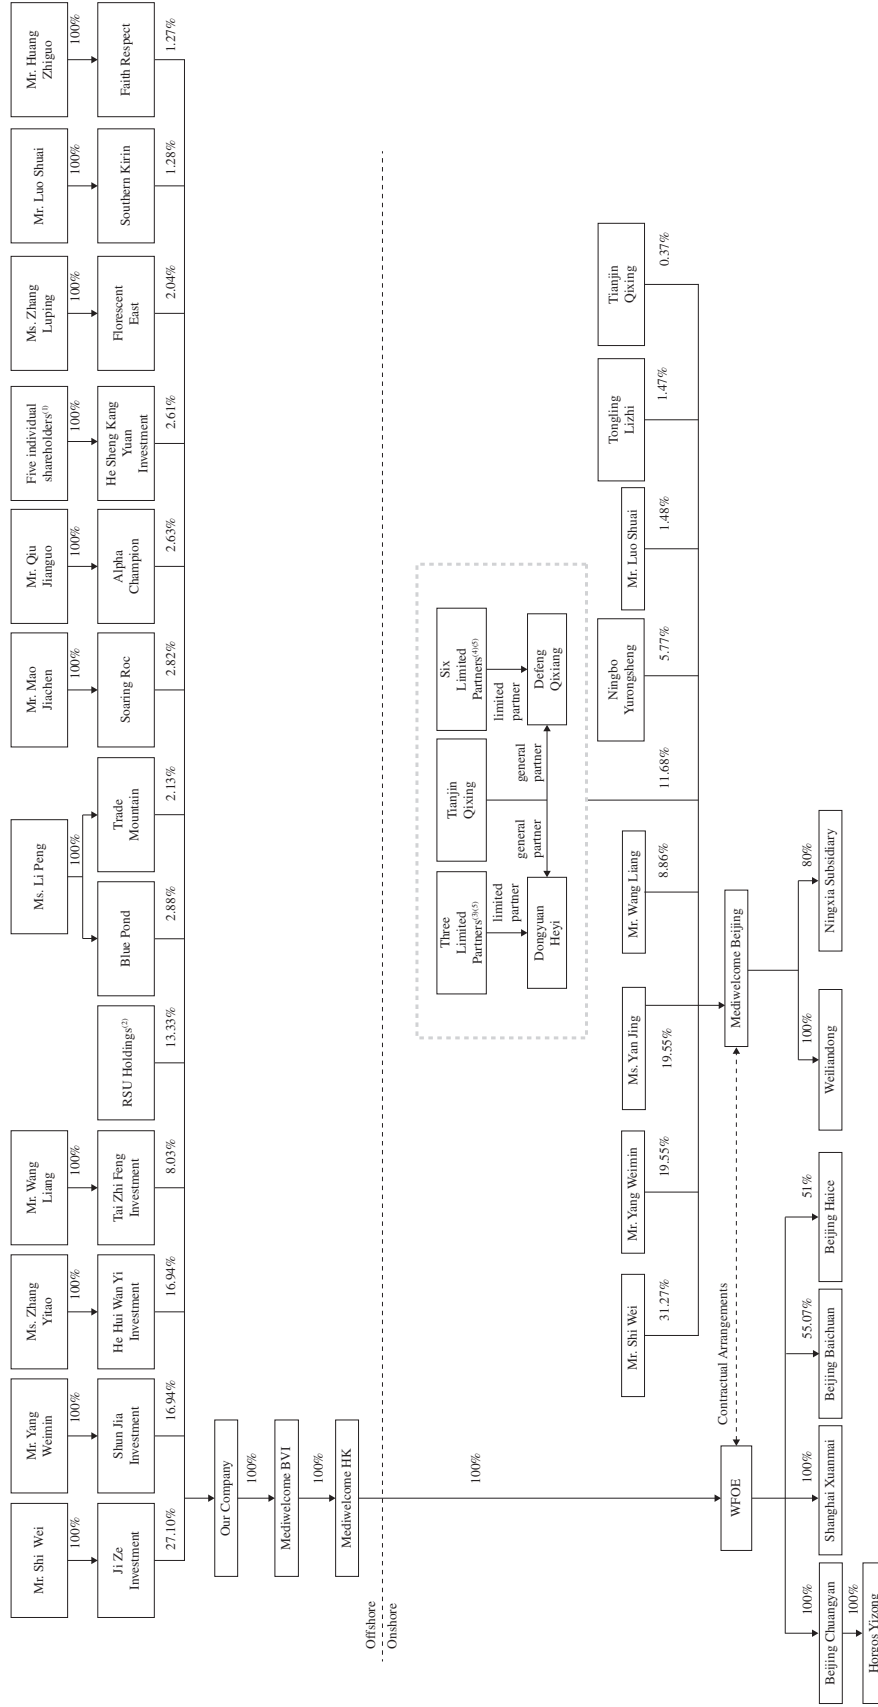 Mr. Shi Wei
Mr. Yang
Weimin
Ms. Zhang
Yitao
Mr. Wang
Liang
Ms. Li Peng
Mr. Mao
Jiachen
Mr. Qiu
Jianguo
Five individual
shareholders(1)
Ms. Zhang
Luping
Mr. Luo Shuai
Mr. Huang
Zhiguo
100%
100%
100%
100%
100%
100%
100%
100%
100%
100%
100%
Ji Ze
Investment
Shun Jia
Investment
He Hui Wan Yi
Investment
Tai Zhi Feng
Investment
RSU Holdings(2)
Blue Pond
Trade
Mountain
Soaring Roc
Alpha
Champion
He Sheng Kang
Yuan
Investment
Florescent
East
Southern Kirin
Faith Respect
27.10%
16.94%
16.94%
8.03%
13.33%
2.88%
2.13%
2.82%
2.63%
2.61%
2.04%
1.28%
1.27%
Our Company
100%
Mediwelcome BVI
100%
Mediwelcome HK
Offshore
Onshore
100%
Three
Limited
Partners(3)(5)
Tianjin
Qixing
Six
Limited
Partners(4)(5)
limited
partner
general
partner
general
partner
limited
partner
Dongyuan
Heyi
Defeng
Qixiang
Mr. Shi Wei
Mr. Yang Weimin
Ms. Yan Jing
Mr. Wang Liang
Ningbo
Yurongsheng
Mr. Luo Shuai
Tongling
Lizhi
Tianjin
Qixing
31.27%
19.55%
19.55%
8.86%
11.68%
5.77%
1.48%
1.47%
0.37%
WFOE
Contractual Arrangements
Mediwelcome Beijing
100%
100%
55.07%
51%
100%
80%
Beijing Chuangyan
Shanghai Xuanmai
Beijing Baichuan
Beijing Haice
Weiliandong
Ningxia Subsidiary
100%
Horgos Yizong